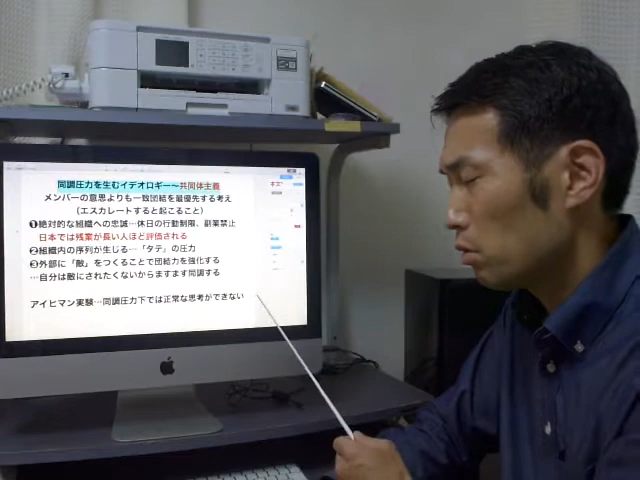 同調圧力を生むイデオロギー〜共同体主義
メンバーの意思よりも一致団結を最優先する考え
(エスカレートすると起こること)
❶絶対的な組織への忠誠…休日の行動制限、副業禁止
日本では残業が長い人ほど評価される
❷組織内の序列が生じる…「タテ」の圧力
❸外部に「敵」をつくることで団結力を強化する
…自分は敵にされたくないからますます同調する
アイヒマン実験…同調圧力下では正常な思考ができない